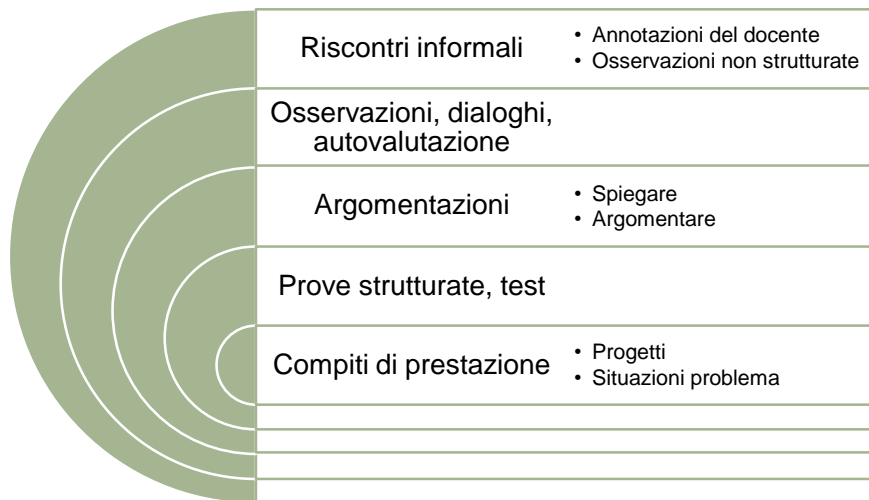 Riscontri informali
• Annotazioni del docente
• Osservazioni non strutturate
Osservazioni, dialoghi,
autovalutazione
Argomentazioni
• Spiegare
• Argomentare
Prove strutturate, test
Compiti di prestazione
• Progetti
• Situazioni problema